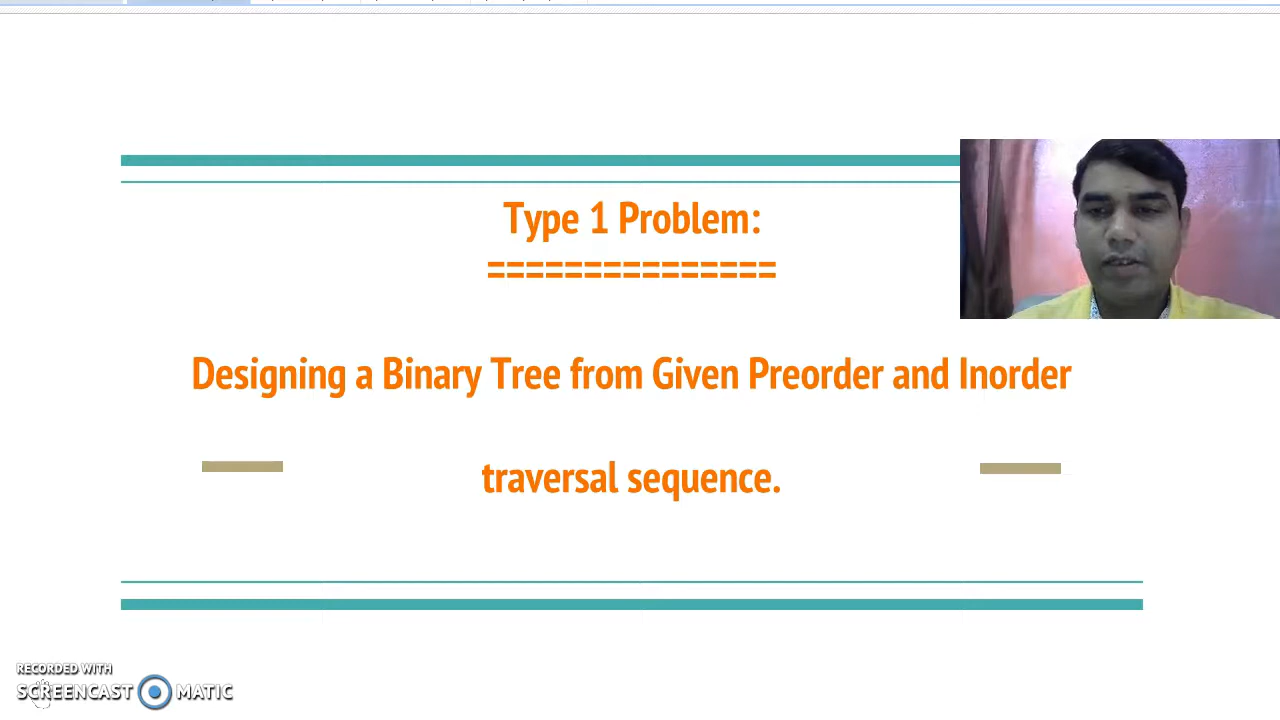 Type 1 Problem:
===============
Designing a Binary Tree from Given Preorder and Inorder
traversal sequence.
RECORDED WITH
SCREENCAST MATIC